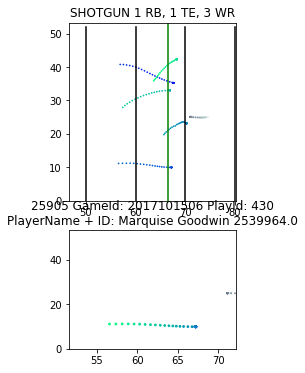 SHOTGUN 1 RB, 1 TE, 3 WR
50
40
30
20
10
0
50 60 70 80
25905 GameId: 2017101506 PlayId: 430
PlayerName + ID: Marquise Goodwin 2539964.0
40
20
0
55 60 65 70